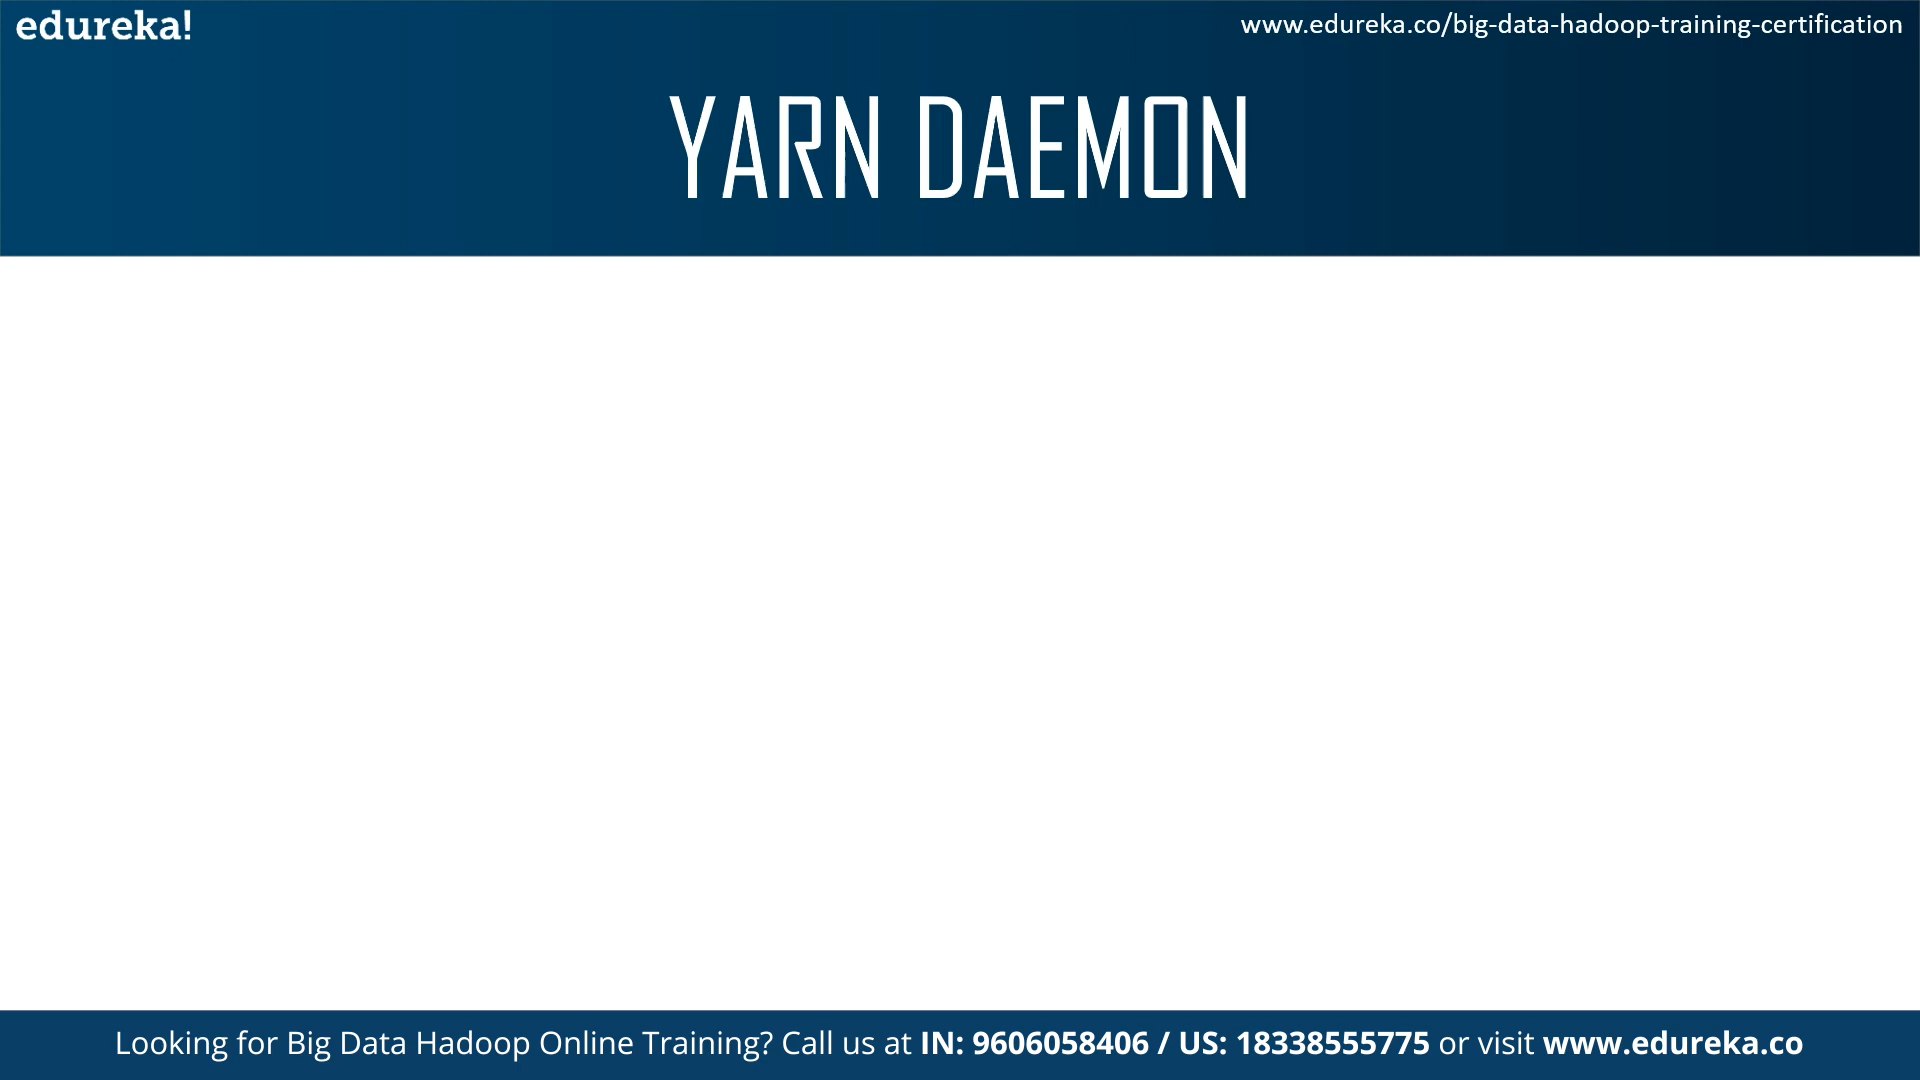 edureka!
www.edureka.co/big-data-hadoop-training-certification
YARN DAEMON
Looking for Big Data Hadoop Online Training? Call us at IN: 9606058406 / US: 18338555775 or visit www.edureka.co